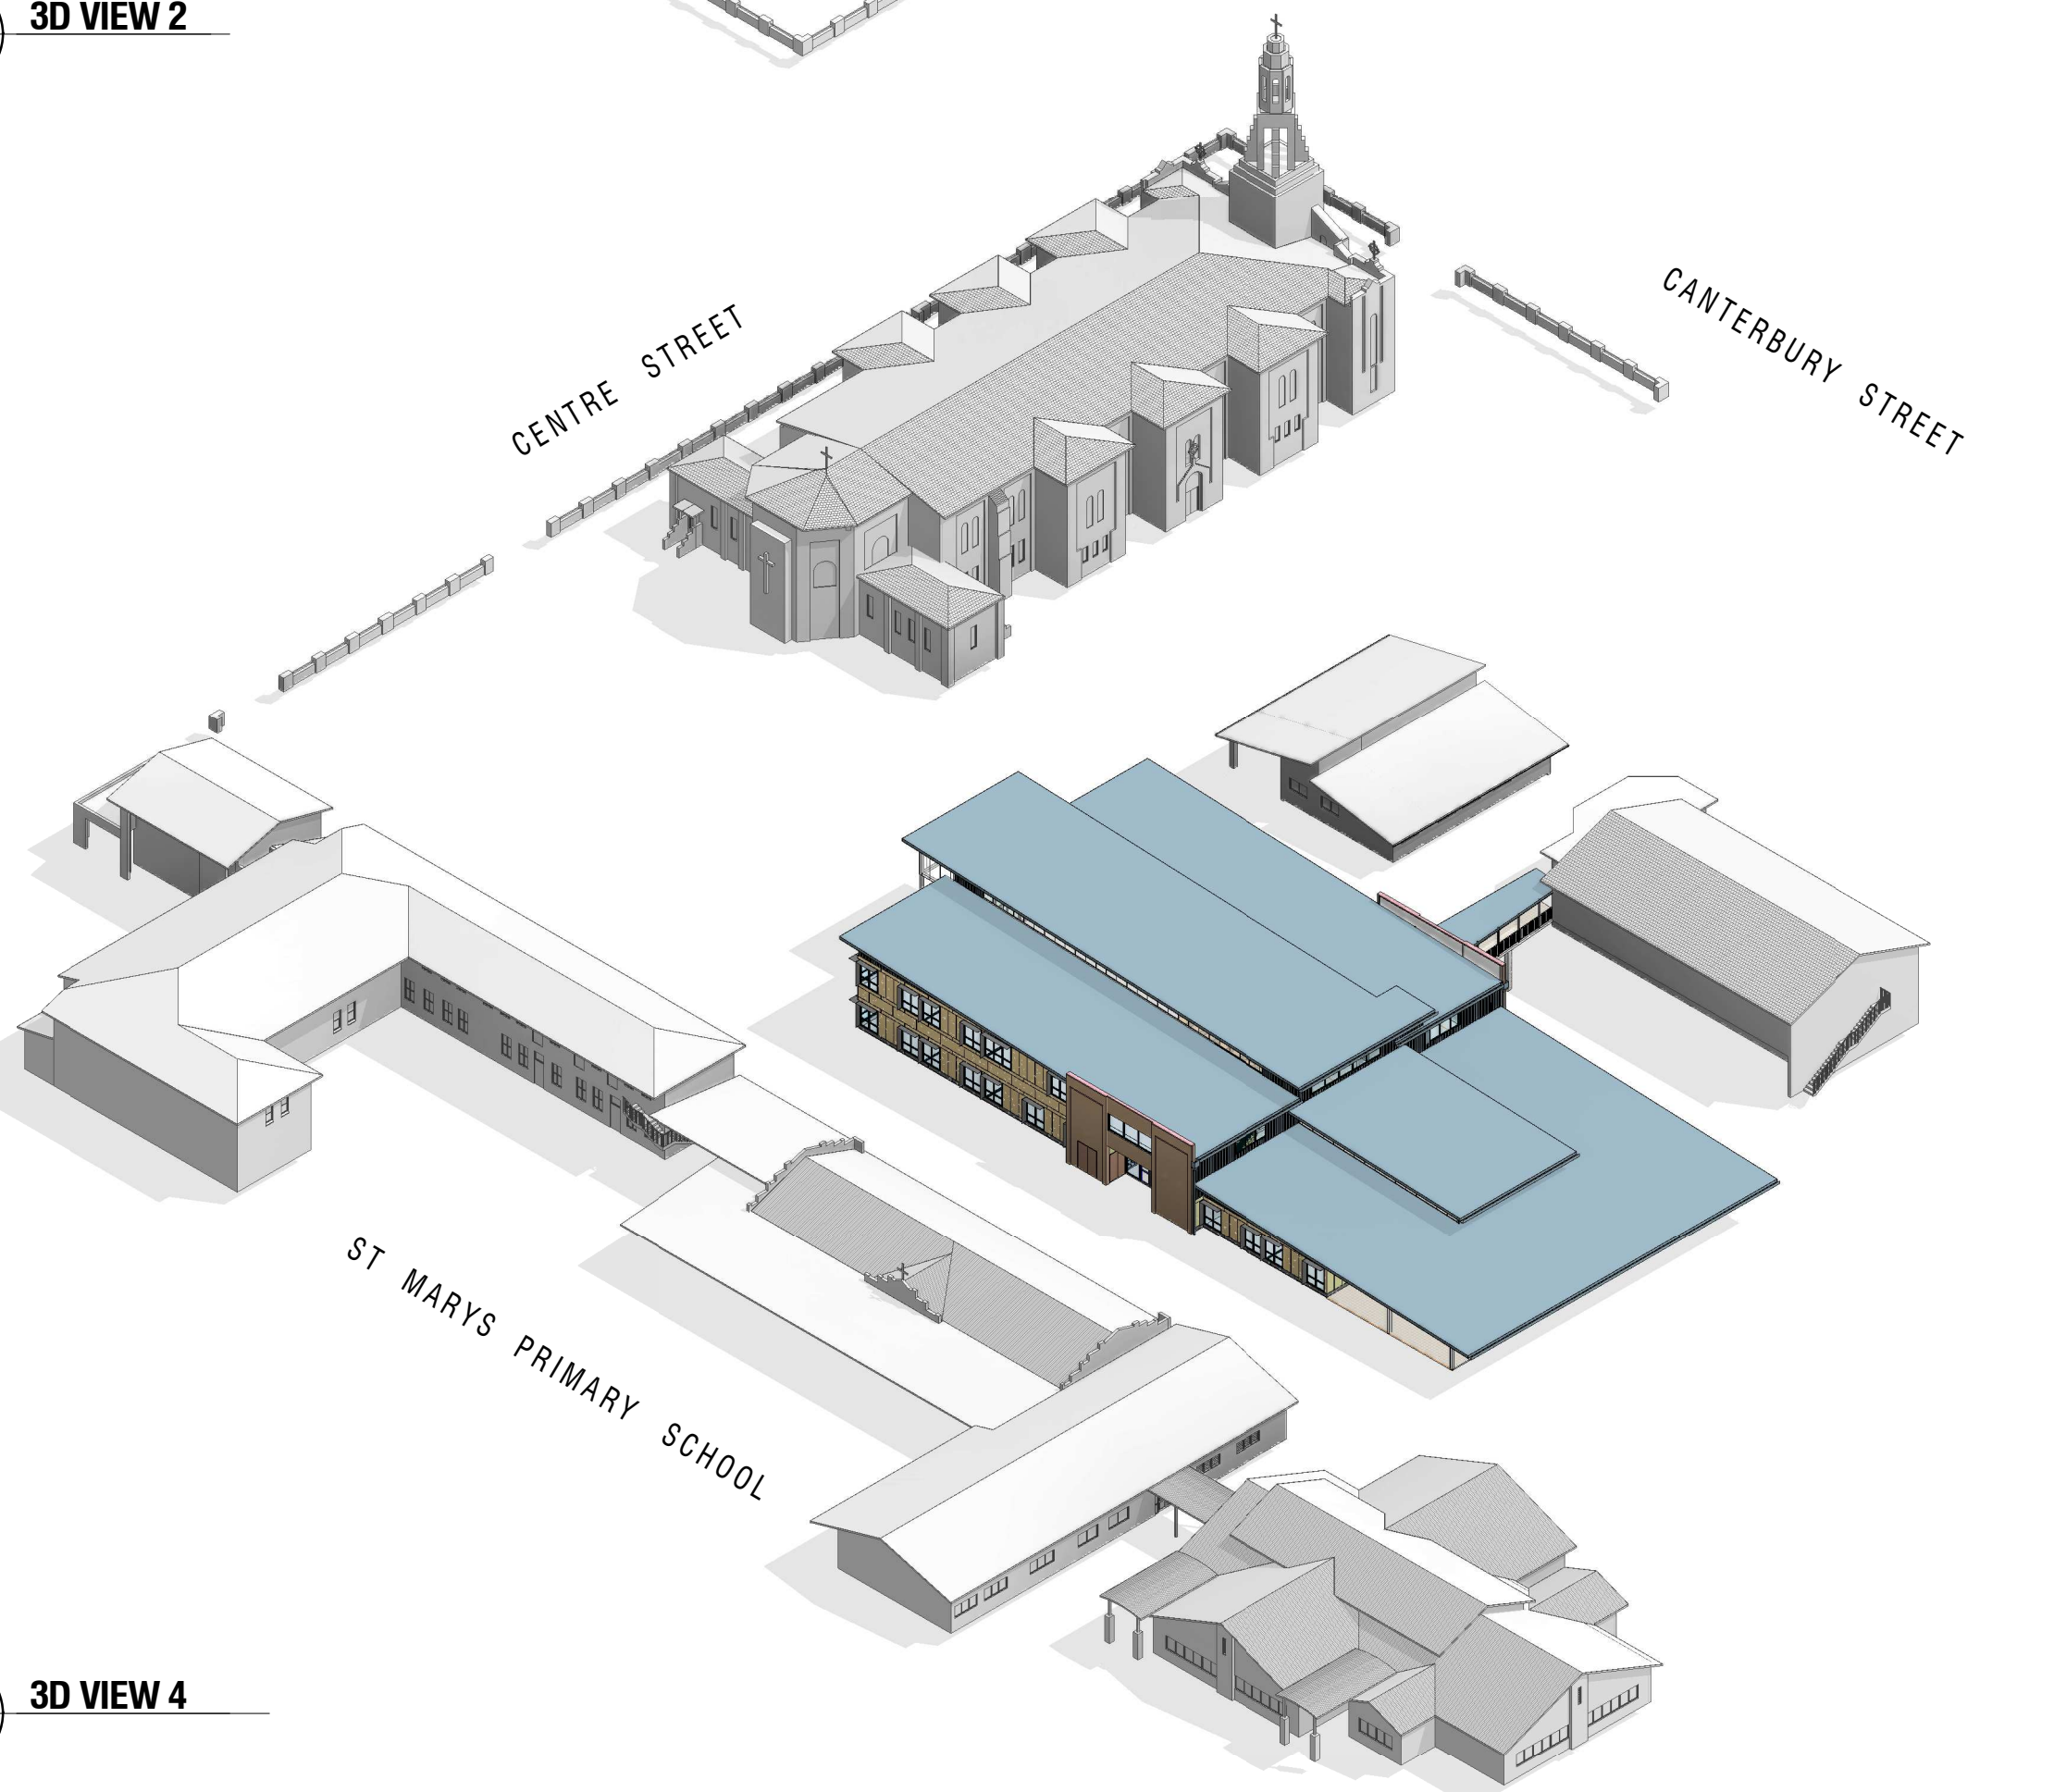 3D VIEW 2
CENTRE STREET
CANTERBURY STREET
ST MARYS PRIMARY SCHOOL
3D VIEW 4